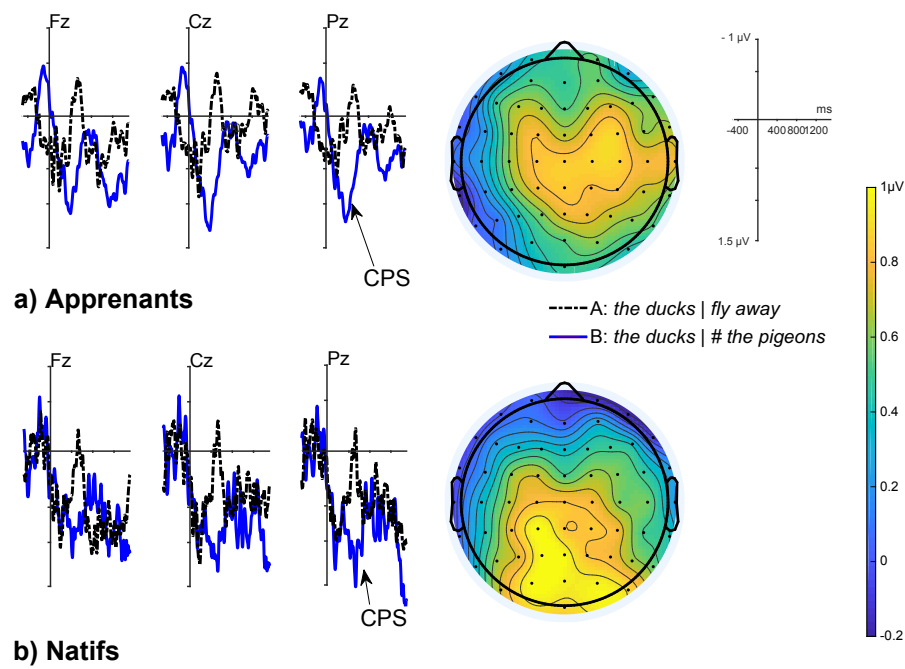 Fz
Cz
Pz
CPS
a) Apprenants
- 1 µV
ms
-400
400
800
1200
1.5 µV
A: the ducks | fly away
B: the ducks | # the pigeons
1µV
0.8
0.6
0.4
0.2
0
-0.2
Fz
Cz
Pz
CPS
b) Natifs